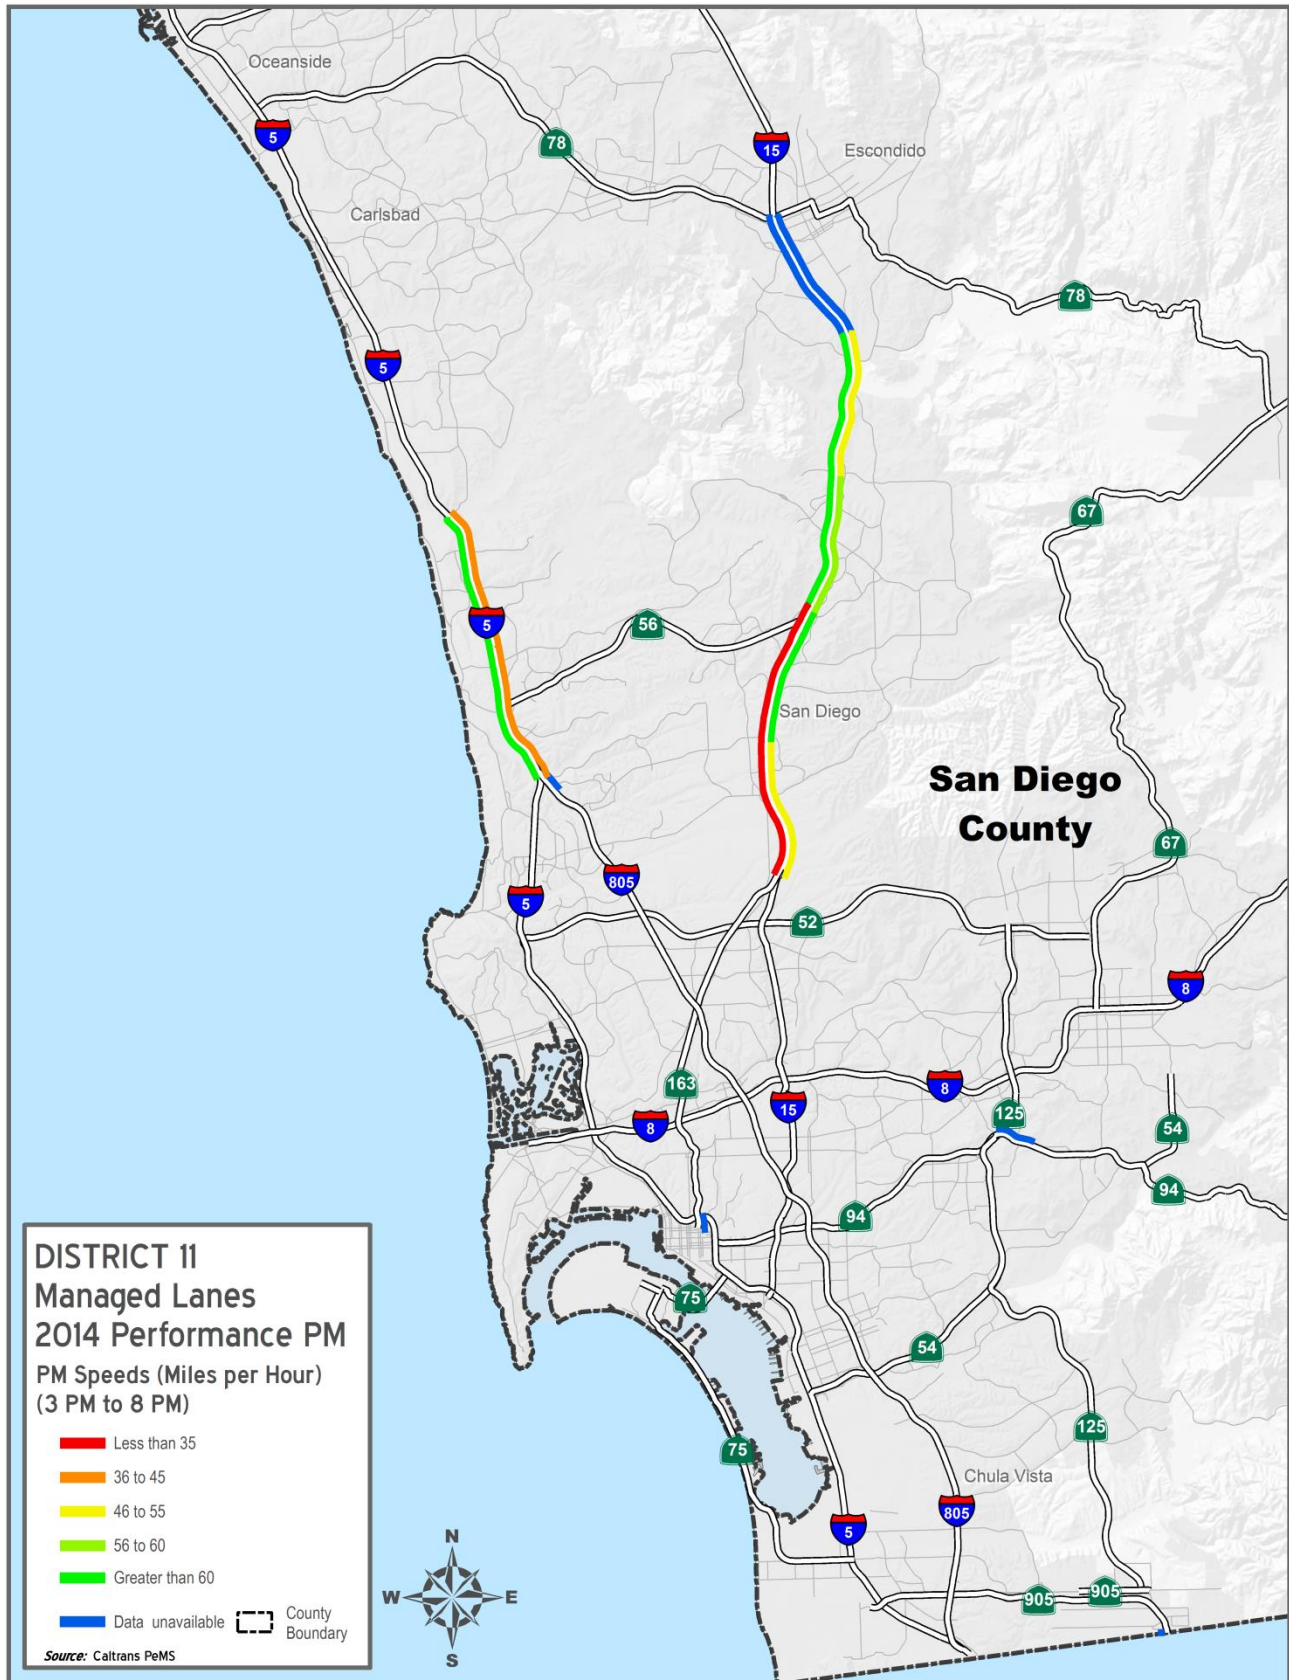 Oceanside
5
78
15
Escondido
Carlsbad
78
5
67
5
56
San Diego
San Diego
County
67
805
5
52
8
163
8
15
125
8
54
94
94
75
54
125
75
Chula Vista
805
5
905
905
DISTRICT 11
Managed Lanes
2014 Performance PM
PM Speeds (Miles per Hour)
(3 PM to 8 PM)
Less than 35
36 to 45
46 to 55
56 to 60
Greater than 60
Data unavailable
County
Boundary
Source: Caltrans PeMS
N
W
E
S